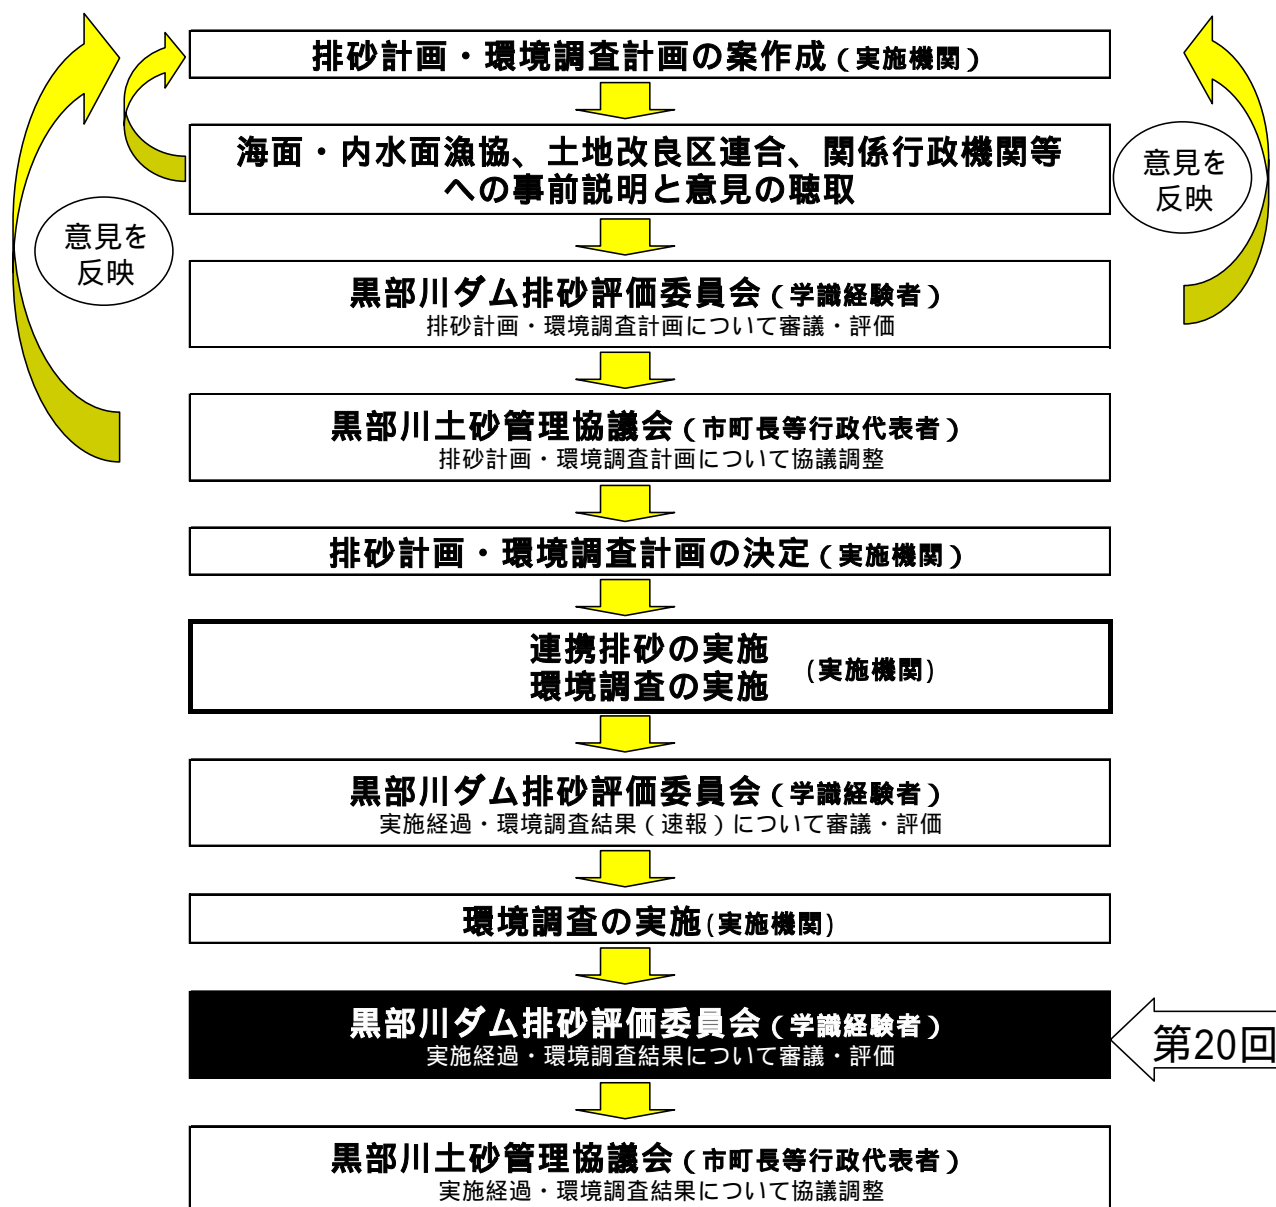 排砂計画・環境調査計画の案作成(実施機関)
海面・内水面漁協、土地改良区連合、関係行政機関等
への事前説明と意見の聴取
意見を
反映
意見を
反映
黒部川ダム排砂評価委員会(学識経験者)
排砂計画・環境調査計画について審議・評価
黒部川土砂管理協議会(市町長等行政代表者)
排砂計画・環境調査計画について協議調整
排砂計画・環境調査計画の決定(実施機関)
連携排砂の実施
環境調査の実施
(実施機関)
黒部川ダム排砂評価委員会(学識経験者)
実施経過・環境調査結果(速報)について審議・評価
環境調査の実施(実施機関)
黒部川ダム排砂評価委員会(学識経験者)
実施経過・環境調査結果について審議・評価
第20回
黒部川土砂管理協議会(市町長等行政代表者)
実施経過・環境調査結果について協議調整